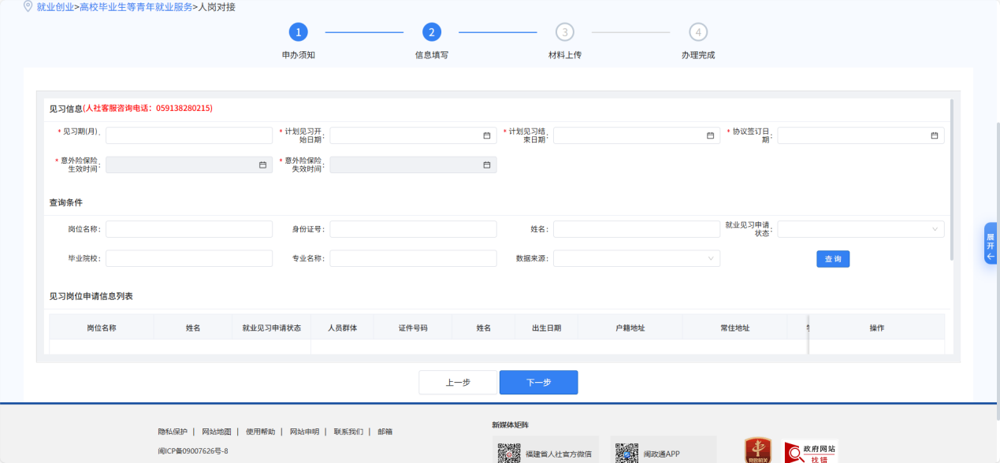 就业创业>高校毕业生等青年就业服务>人岗对接
1 2 3 4
申办须知 信息填写 材料上传 办理完成
见习信息(人社客服咨询电话：059138280215)
* 见习期(月): * 计划见习开始日期: * 计划见习结束日期: * 协议签订日期:
* 意外险保险生效时间: * 意外险保险失效时间:
查询条件
岗位名称: 身份证号: 姓名: 就业见习申请状态:
毕业院校: 专业名称: 数据来源: 查 询
展开
见习岗位申请信息列表
岗位名称 姓名 就业见习申请状态 人员群体 证件号码 姓名 出生日期 户籍地址 常住地址 操作
上一步 下一步
隐私保护 | 网站地图 | 使用帮助 | 网站申明 | 联系我们 | 邮箱
闽ICP备09007626号-8
新媒体矩阵
福建省人社官方微信 闽政通APP
党政机关
政府网站
找错